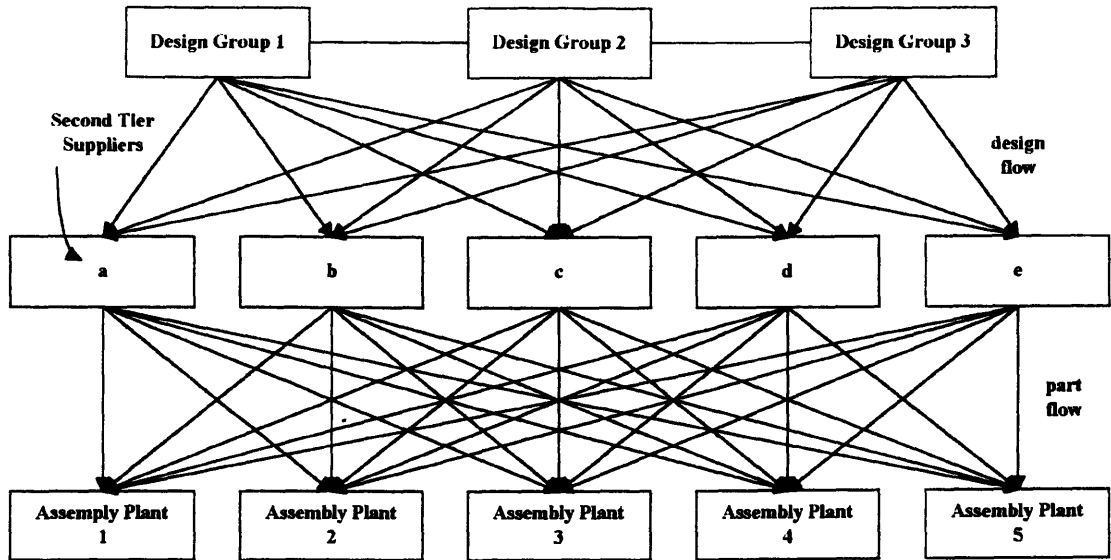 Design Group 1
Design Group 2
Design Group 3
Second Tier
Suppliers
design
flow
a
b
c
d
e
part
flow
Assemply Plant
1
Assembly Plant
2
Assembly Plant
3
Assembly Plant
4
Assembly Plant
5